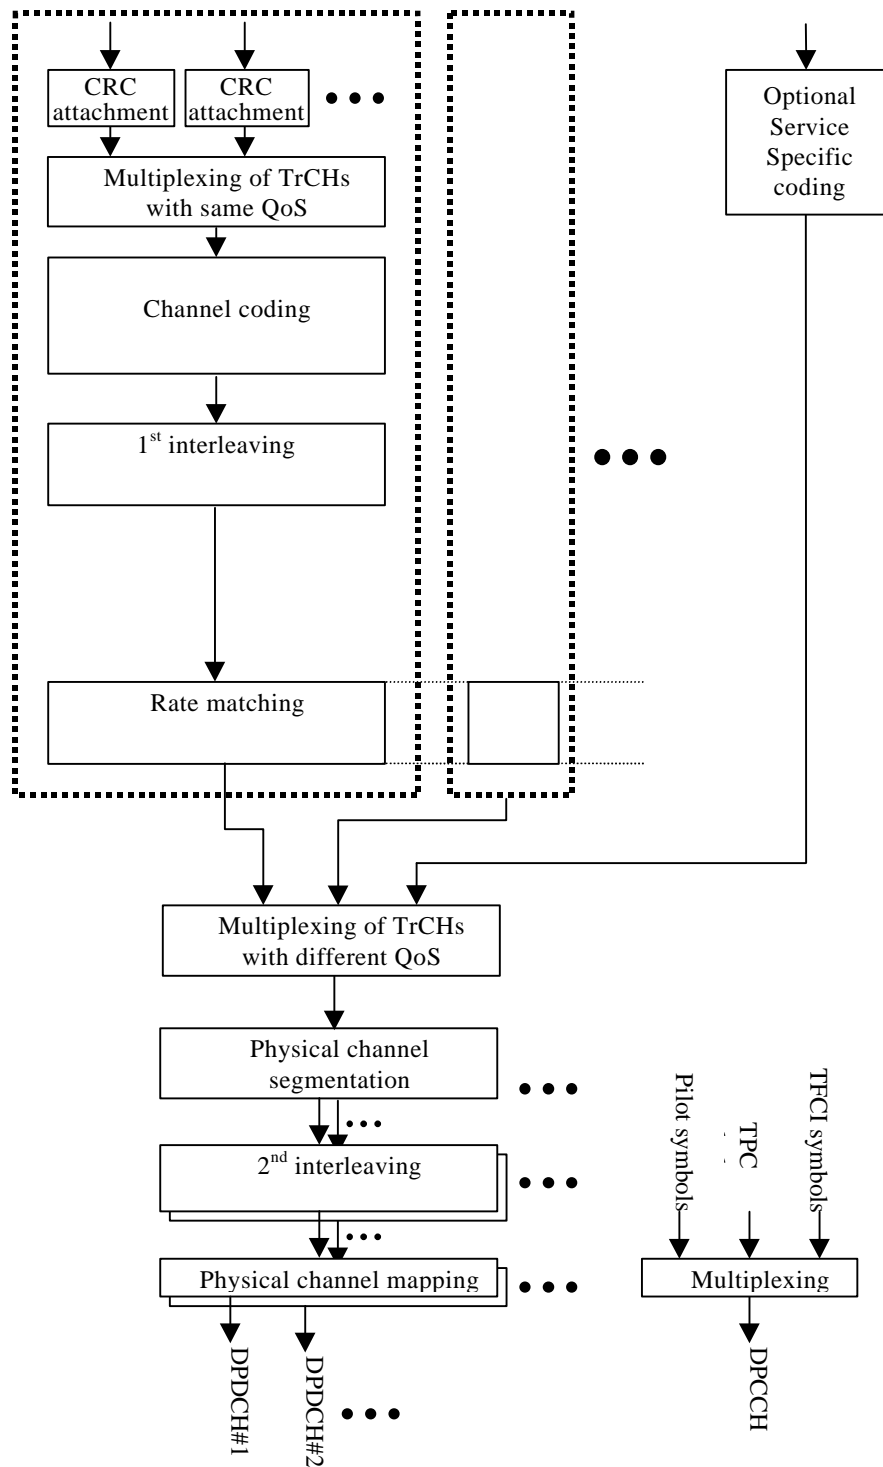 CRC
attachment
CRC
attachment
Optional
Service
Specific
coding
Multiplexing of TrCHs
with same QoS
Channel coding
1st interleaving
Rate matching
Multiplexing of TrCHs
with different QoS
Physical channel
segmentation
2nd interleaving
Physical channel mapping
Pilot symbols
TPC
TFCI symbols
Multiplexing
DPDCH#1
DPDCH#2
DPCCH